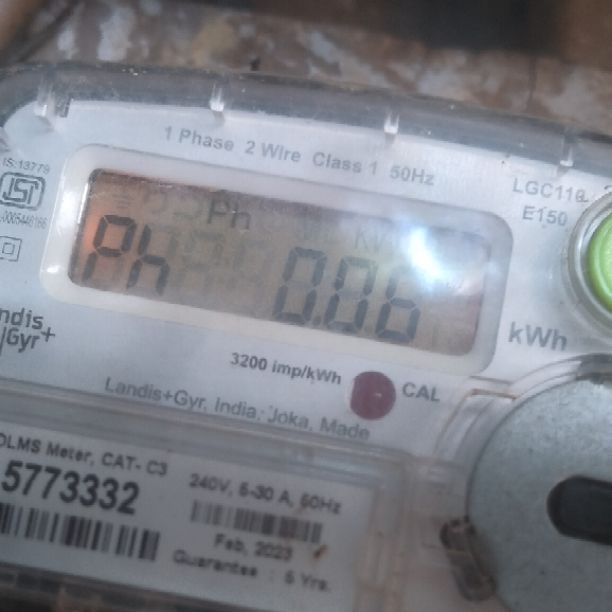 1 Phase 2 Wire Class 1 50Hz
IS:13779
LGC116
E150
Ph
Ph 0.06
ndis
Gyr+
kWh
3200 imp/kWh
CAL
Landis+Gyr, India: Joka, Made
DLMS Meter, CAT- C3
5773332
240V, 5-30 A, 50Hz
Feb, 2023
Guarantee : 5 Yrs.